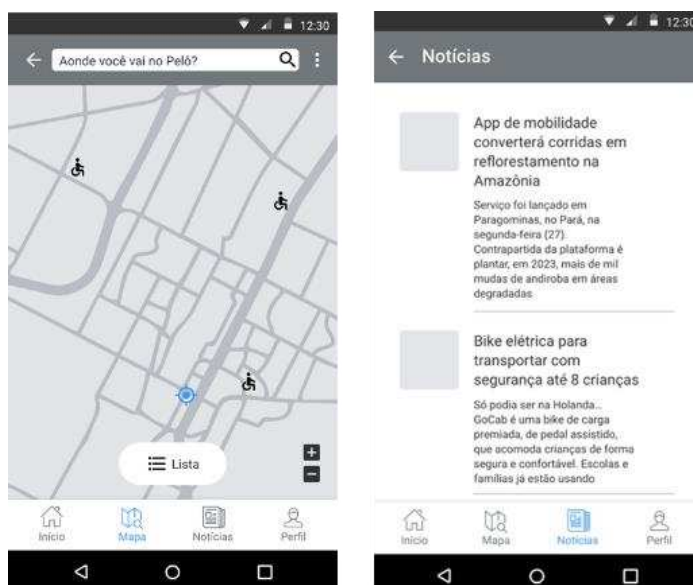 12:30
Aonde você vai no Pelô?
Lista
Início
Mapa
Notícias
Perfil
12:30
Notícias
App de mobilidade
converterá corridas em
reflorestamento na
Amazônia
Serviço foi lançado em
Paragominas, no Pará, na
segunda-feira (27).
Contrapartida da plataforma é
plantar, em 2023, mais de mil
mudas de andiroba em áreas
degradadas
Bike elétrica para
transportar com
segurança até 8 crianças
Só podia ser na Holanda...
GoCab é uma bike de carga
premiada, de pedal assistido,
que acomoda crianças de forma
segura e confortável. Escolas e
famílias já estão usando
Início
Mapa
Notícias
Perfil